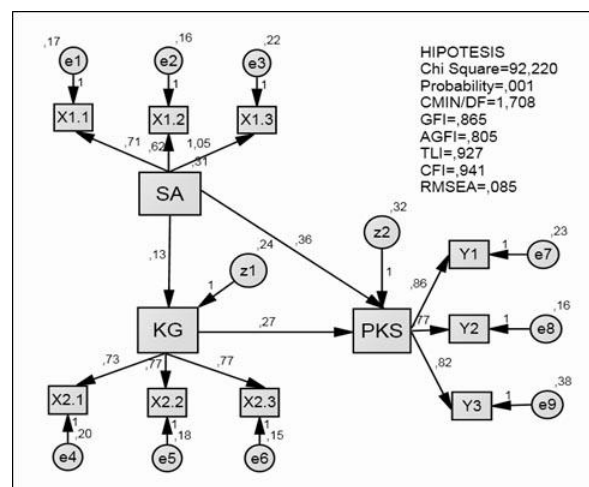 ,17
,16
,22
e1
e2
e3
1
1
1
X1.1
X1.2
X1.3
,71
,62
1,05
,31
SA
HIPOTESIS
Chi Square=92,220
Probability=,001
CMIN/DF=1,708
GFI=,865
AGFI=,805
TLI=,927
CFI=,941
RMSEA=,085
,13
,36
,24
z1
1
,32
z2
1
KG
,27
PKS
,86
,77
,82
Y1
1
,23
e7
Y2
1
,16
e8
Y3
1
,38
e9
,73
,77
,77
X2.1
X2.2
X2.3
1
1
1
,20
,18
,15
e4
e5
e6